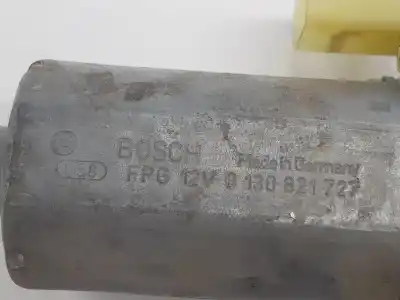 BOSCH Made in Germany
FPG 12V 0 130 821 727